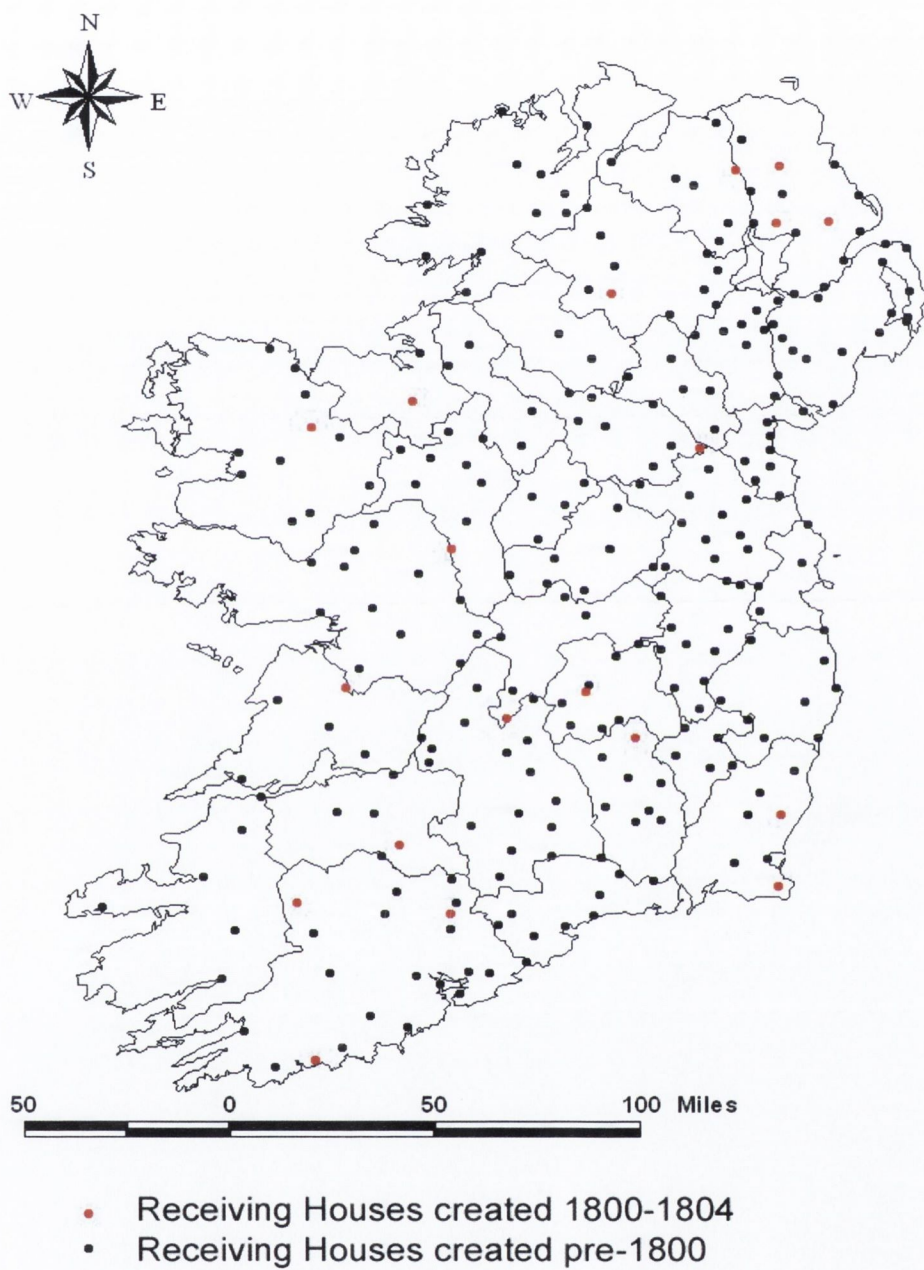 N
W E
S
50 0 50 100 Miles
Receiving Houses created 1800-1804
Receiving Houses created pre-1800